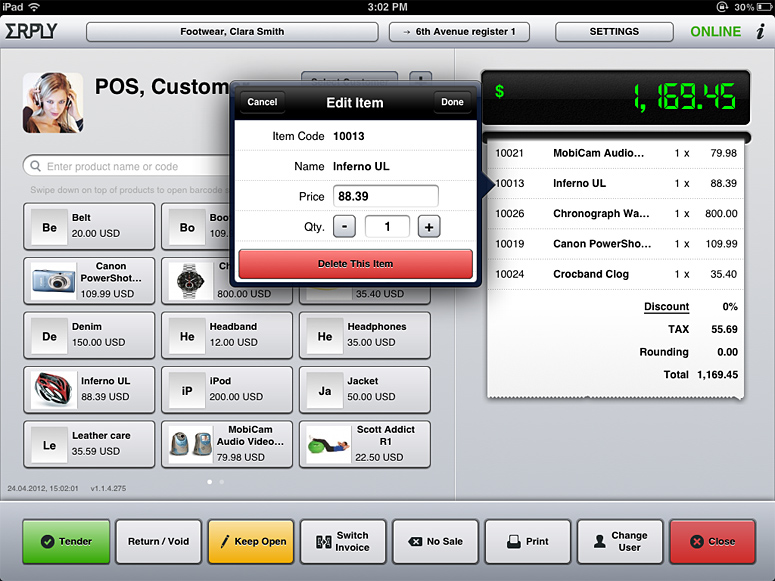 iPad 3:02 PM 30%
ERPLY Footwear, Clara Smith → 6th Avenue register 1 SETTINGS ONLINE i
POS, Custom
Cancel Edit Item Done
Item Code 10013
Name Inferno UL
Price 88.39
Qty. - 1 +
Delete This Item
Enter product name or code
Swipe down on top of products to open barcode
Be Belt
20.00 USD
Bo Boo
109.
Canon
PowerShot...
109.99 USD
Ch
800.00 USD
35.40 USD
De Denim
150.00 USD
He Headband
12.00 USD
He Headphones
35.00 USD
Inferno UL
88.39 USD
iP iPod
200.00 USD
Ja Jacket
50.00 USD
Le Leather care
35.59 USD
MobiCam
Audio Video...
79.98 USD
Scott Addict
R1
22.50 USD
24.04.2012, 15:02:01 v1.1.4.275
$ 1,169.45
10021 MobiCam Audio... 1 x 79.98
10013 Inferno UL 1 x 88.39
10026 Chronograph Wa... 1 x 800.00
10019 Canon PowerSho... 1 x 109.99
10024 Crocband Clog 1 x 35.40
Discount 0%
TAX 55.69
Rounding 0.00
Total 1,169.45
Tender
Return / Void
Keep Open
Switch
Invoice
No Sale
Print
Change
User
Close